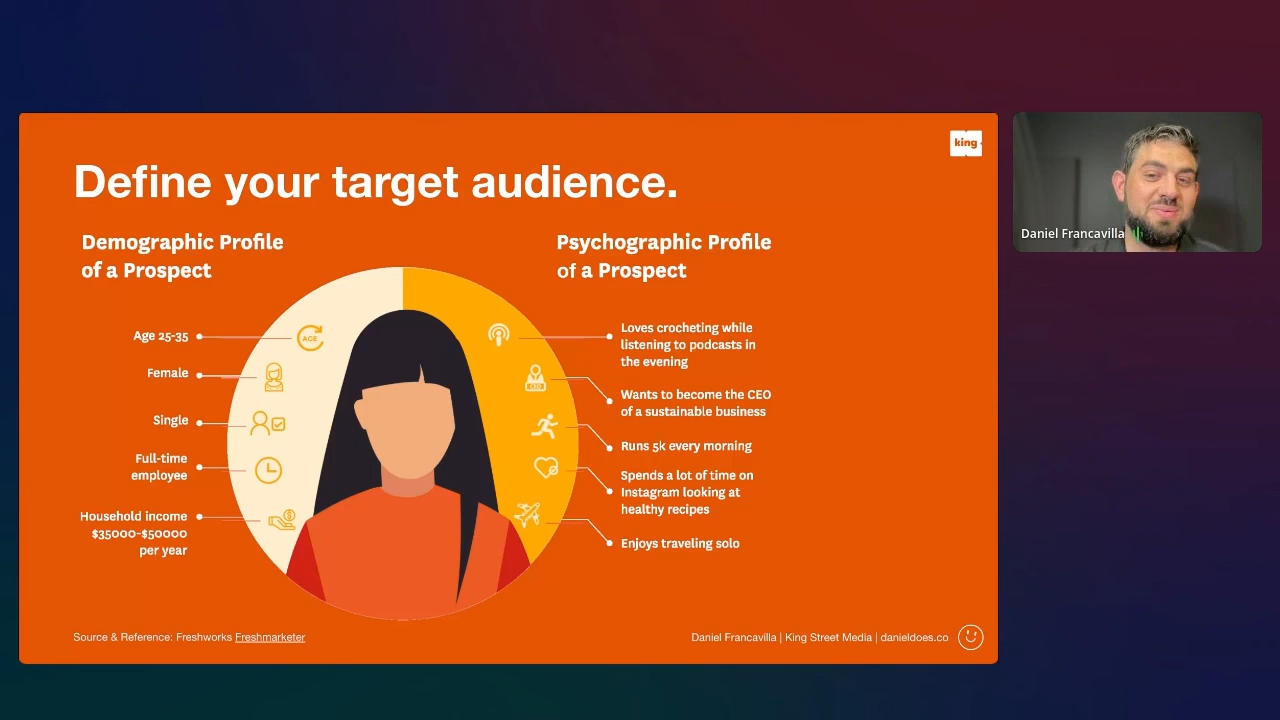 king
Define your target audience.
Demographic Profile
of a Prospect
Age 25-35
AGE
Female
Single
Full-time
employee
Household income
$35000-$50000
per year
Psychographic Profile
of a Prospect
Loves crocheting while
listening to podcasts in
the evening
CEO
Wants to become the CEO
of a sustainable business
Runs 5k every morning
Spends a lot of time on
Instagram looking at
healthy recipes
Enjoys traveling solo
Source & Reference: Freshworks Freshmarketer
Daniel Francavilla | King Street Media | danieldoes.co
Daniel Francavilla